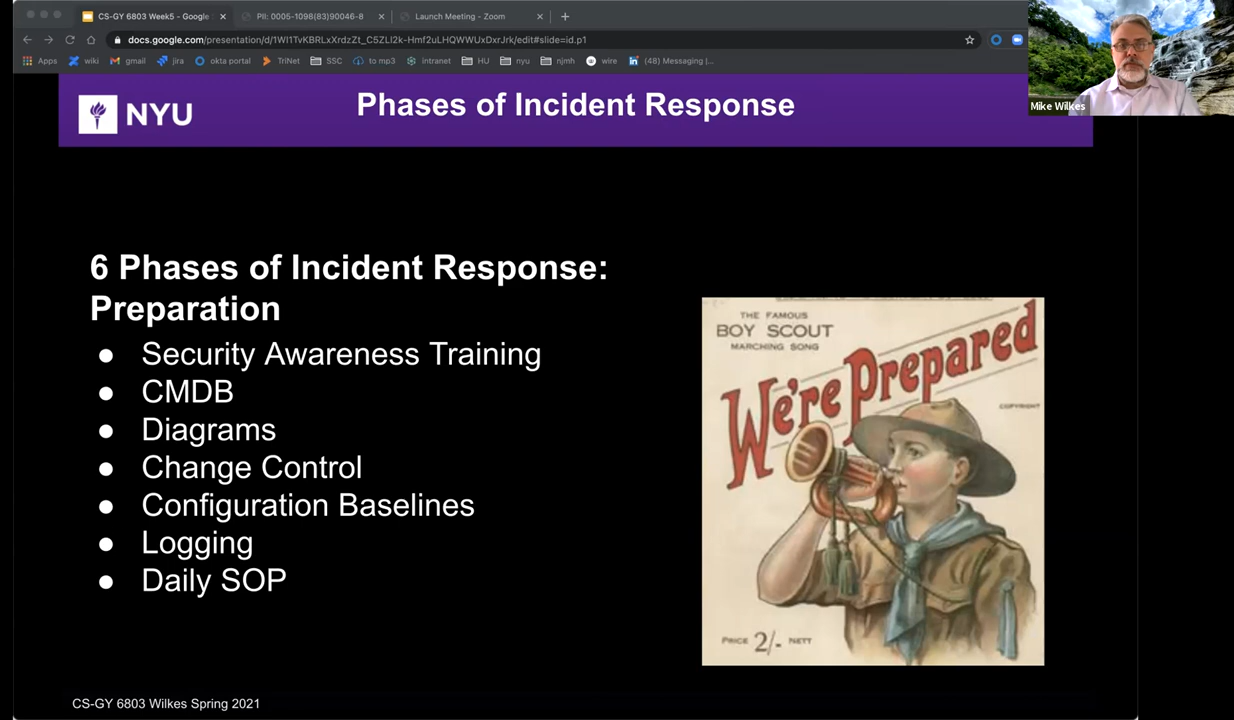 CS-GY 6803 Week5 - Google
PII: 0005-1098(83)90046-8
Launch Meeting - Zoom
docs.google.com/presentation/d/1WI1TvKBRLxXrdzZt_C5ZLI2k-Hmf2uLHQWWUxDxrJrk/edit#slide=id.p1
Apps wiki gmail jira okta portal TriNet SSC to mp3 intranet HU nyu njmh wire (48) Messaging |...
Mike Wilkes
NYU
Phases of Incident Response
6 Phases of Incident Response:
Preparation
● Security Awareness Training
● CMDB
● Diagrams
● Change Control
● Configuration Baselines
● Logging
● Daily SOP
THE FAMOUS
BOY SCOUT
MARCHING SONG
We're Prepared
COPYRIGHT
PRICE 2/- NETT
CS-GY 6803 Wilkes Spring 2021